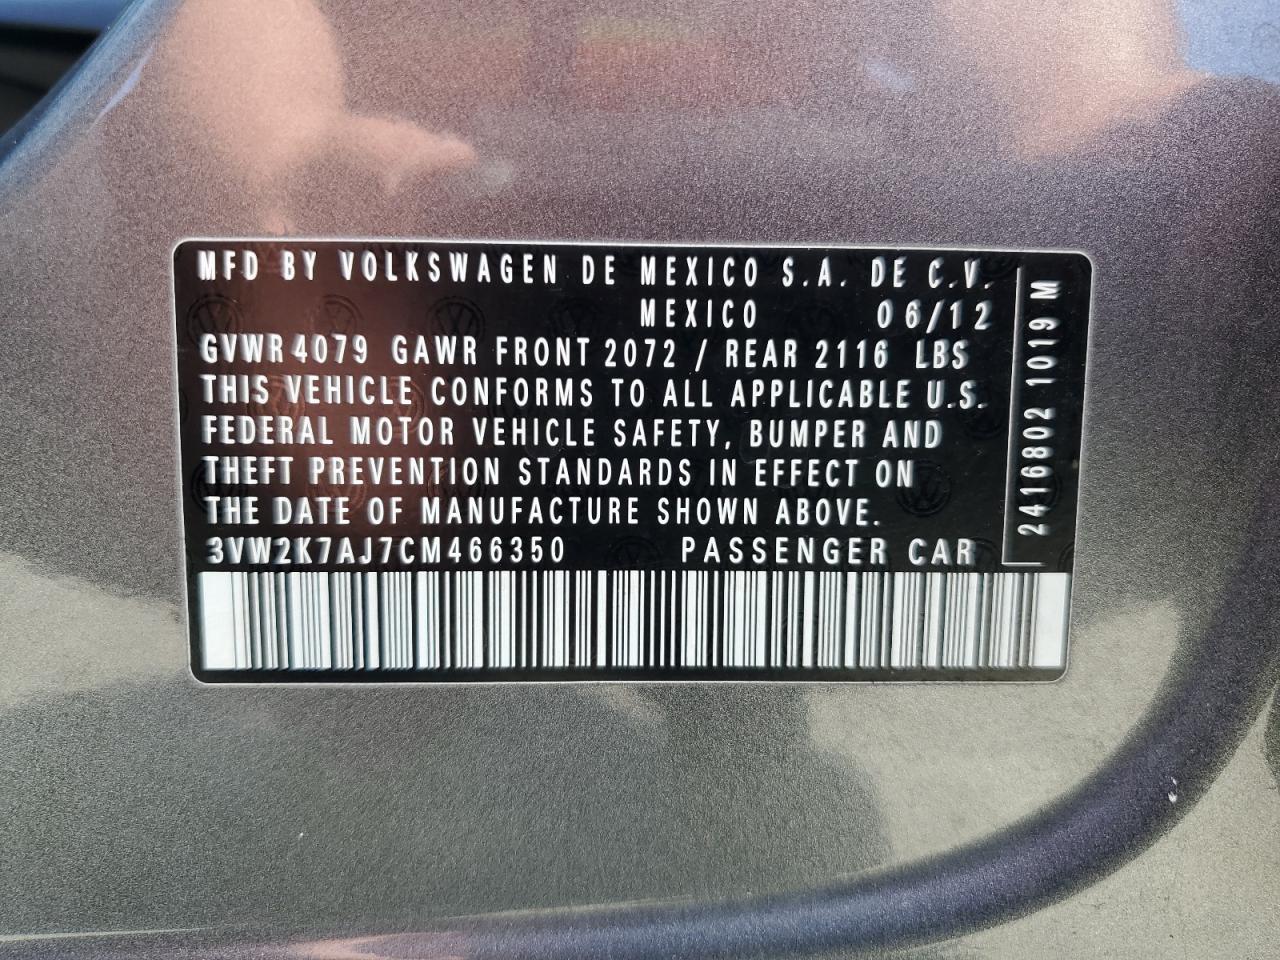 MFD BY VOLKSWAGEN DE MEXICO S.A. DE C.V.
MEXICO 06/12
GVWR 4079 GAWR FRONT 2072 / REAR 2116 LBS
THIS VEHICLE CONFORMS TO ALL APPLICABLE U.S.
FEDERAL MOTOR VEHICLE SAFETY, BUMPER AND
THEFT PREVENTION STANDARDS IN EFFECT ON
THE DATE OF MANUFACTURE SHOWN ABOVE.
3VW2K7AJ7CM466350 PASSENGER CAR
2416802 1019 M